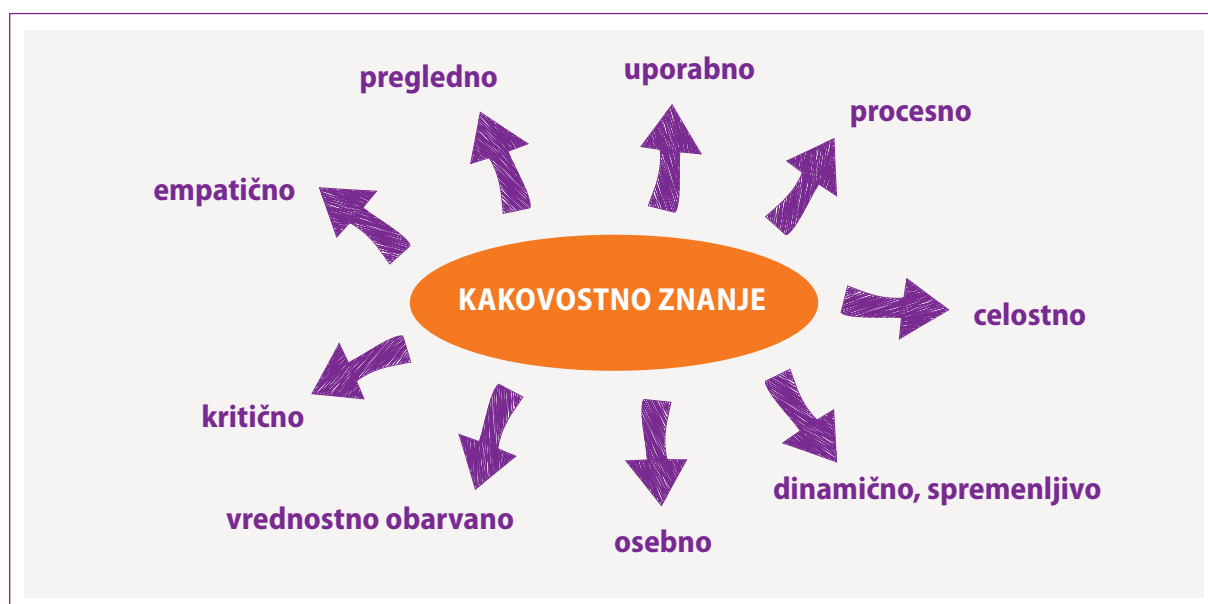 uporabno
pregledno
procesno
empatično
KAKOVOSTNO ZNANJE
celostno
kritično
dinamično, spremenljivo
vrednostno obarvano
osebno